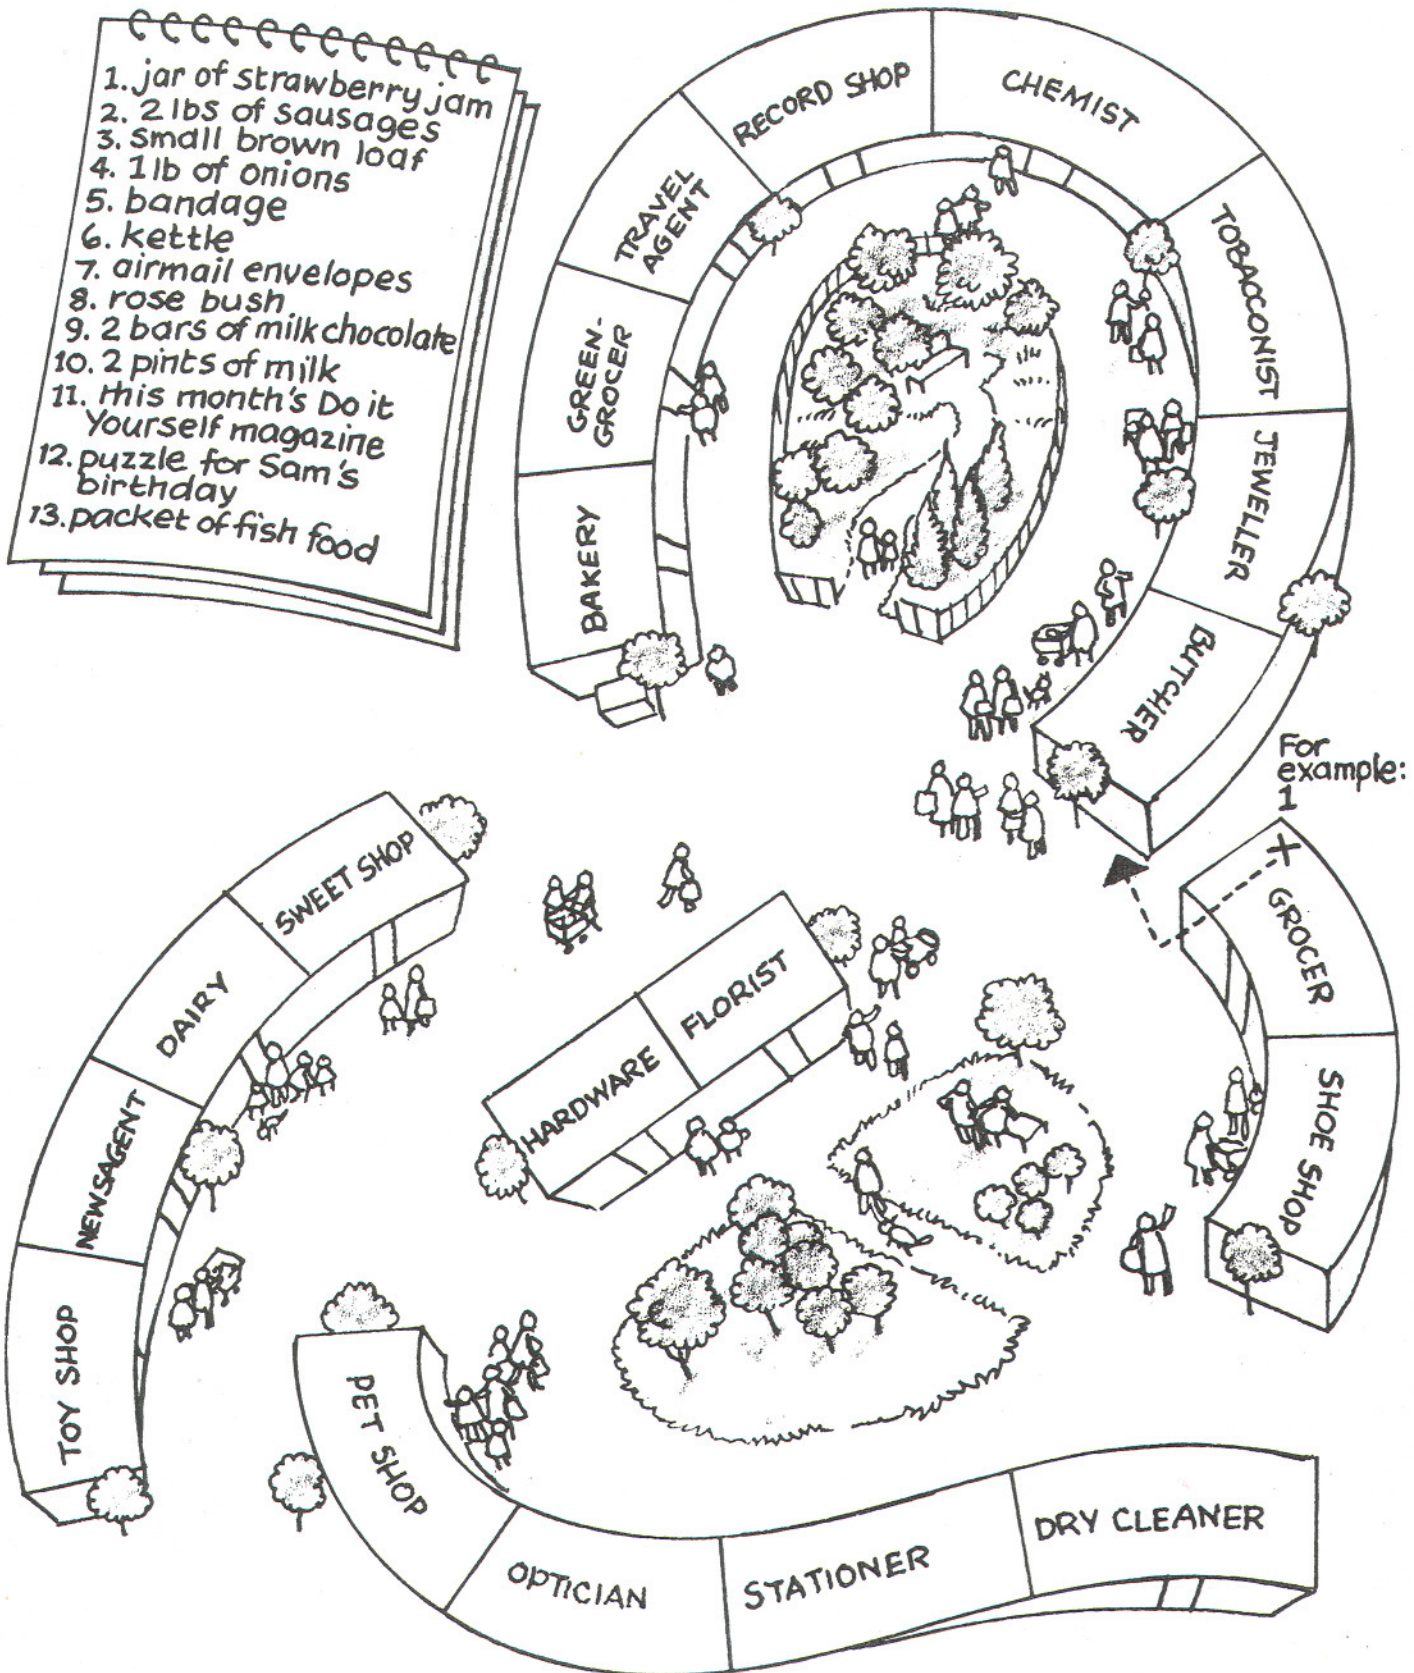 1. jar of strawberry jam
2. 2 lbs of sausages
3. small brown loaf
4. 1 lb of onions
5. bandage
6. kettle
7. airmail envelopes
8. rose bush
9. 2 bars of milk chocolate
10. 2 pints of milk
11. this month's Do it
Yourself magazine
12. puzzle for Sam's
birthday
13. packet of fish food
RECORD SHOP
CHEMIST
TRAVEL
AGENT
TOBACCONIST
GREEN-
GROCER
JEWELLER
BAKERY
BUTCHER
For
example:
1
SWEET SHOP
GROCER
DAIRY
FLORIST
HARDWARE
NEWSAGENT
SHOE SHOP
TOY SHOP
PET SHOP
OPTICIAN
STATIONER
DRY CLEANER